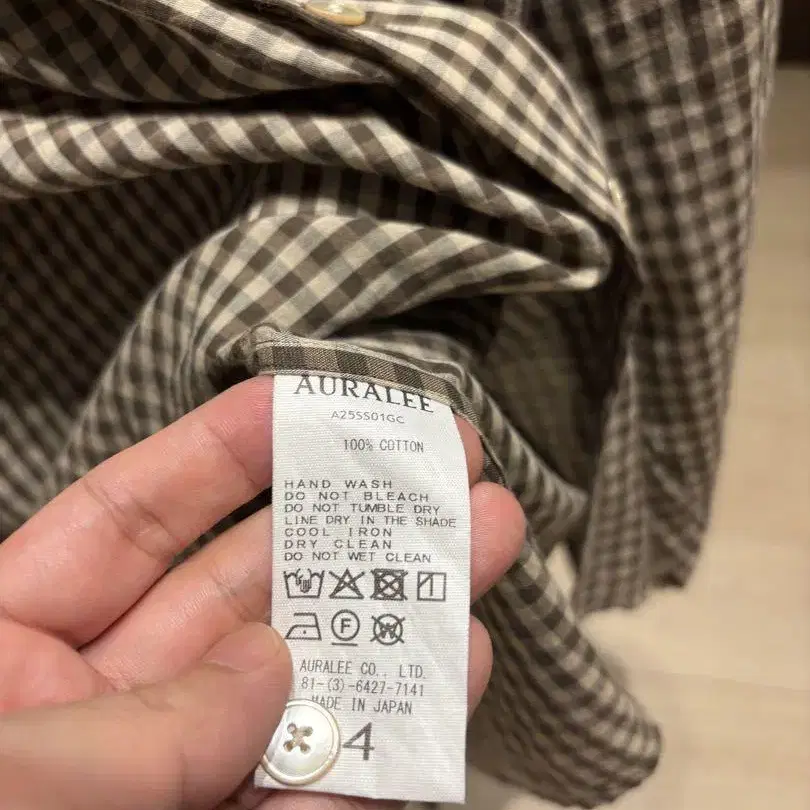 AURALEE
A25SS01GC
100% COTTON
HAND WASH
DO NOT BLEACH
DO NOT TUMBLE DRY
LINE DRY IN THE SHADE
COOL IRON
DRY CLEAN
DO NOT WET CLEAN
F W
AURALEE CO., LTD.
81-(3)-6427-7141
MADE IN JAPAN
4